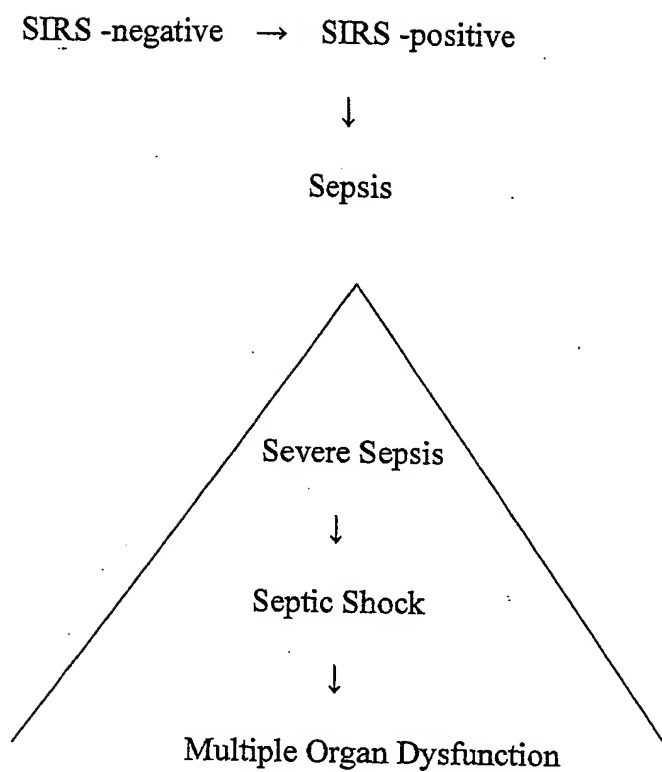 SIRS -negative → SIRS -positive
↓
Sepsis
Severe Sepsis
↓
Septic Shock
↓
Multiple Organ Dysfunction